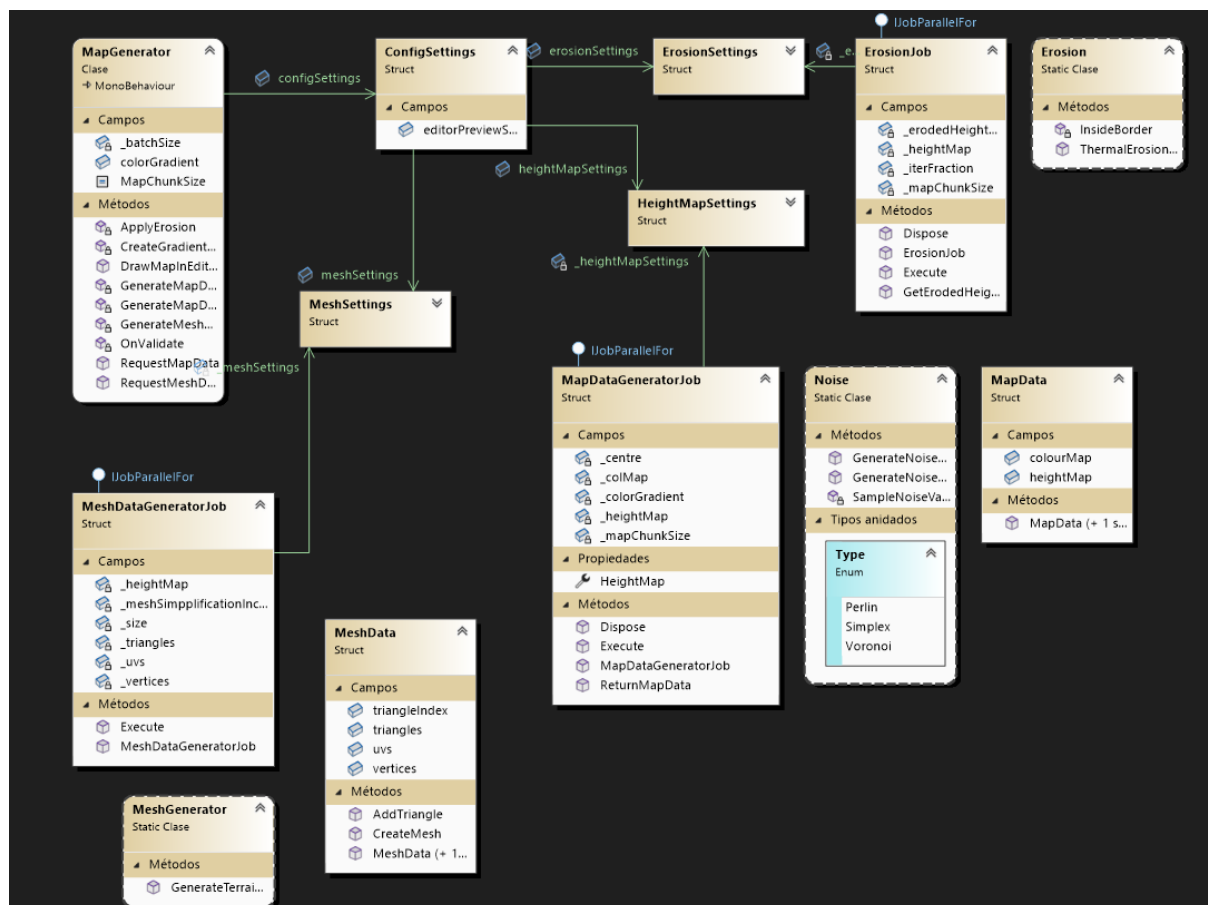 MapGenerator
Clase
MonoBehaviour
Campos
_batchSize
colorGradient
MapChunkSize
Métodos
ApplyErosion
CreateGradient...
DrawMapInEdit...
GenerateMapD...
GenerateMapD...
GenerateMesh...
OnValidate
RequestMapData
RequestMeshD...
configSettings
ConfigSettings
Struct
Campos
editorPreviewS...
erosionSettings
ErosionSettings
Struct
_e...
IJobParallelFor
ErosionJob
Struct
Campos
_erodedHeight...
_heightMap
_iterFraction
_mapChunkSize
Métodos
Dispose
ErosionJob
Execute
GetErodedHeig...
Erosion
Static Clase
Métodos
InsideBorder
ThermalErosion...
heightMapSettings
HeightMapSettings
Struct
_heightMapSettings
meshSettings
MeshSettings
Struct
_meshSettings
IJobParallelFor
MapDataGeneratorJob
Struct
Campos
_centre
_colMap
_colorGradient
_heightMap
_mapChunkSize
Propiedades
HeightMap
Métodos
Dispose
Execute
MapDataGeneratorJob
ReturnMapData
Noise
Static Clase
Métodos
GenerateNoise...
GenerateNoise...
SampleNoiseVa...
Tipos anidados
Type
Enum
Perlin
Simplex
Voronoi
MapData
Struct
Campos
colourMap
heightMap
Métodos
MapData (+ 1 s...
IJobParallelFor
MeshDataGeneratorJob
Struct
Campos
_heightMap
_meshSimpplificationInc...
_size
_triangles
_uvs
_vertices
Métodos
Execute
MeshDataGeneratorJob
MeshData
Struct
Campos
triangleIndex
triangles
uvs
vertices
Métodos
AddTriangle
CreateMesh
MeshData (+ 1...
MeshGenerator
Static Clase
Métodos
GenerateTerrai...